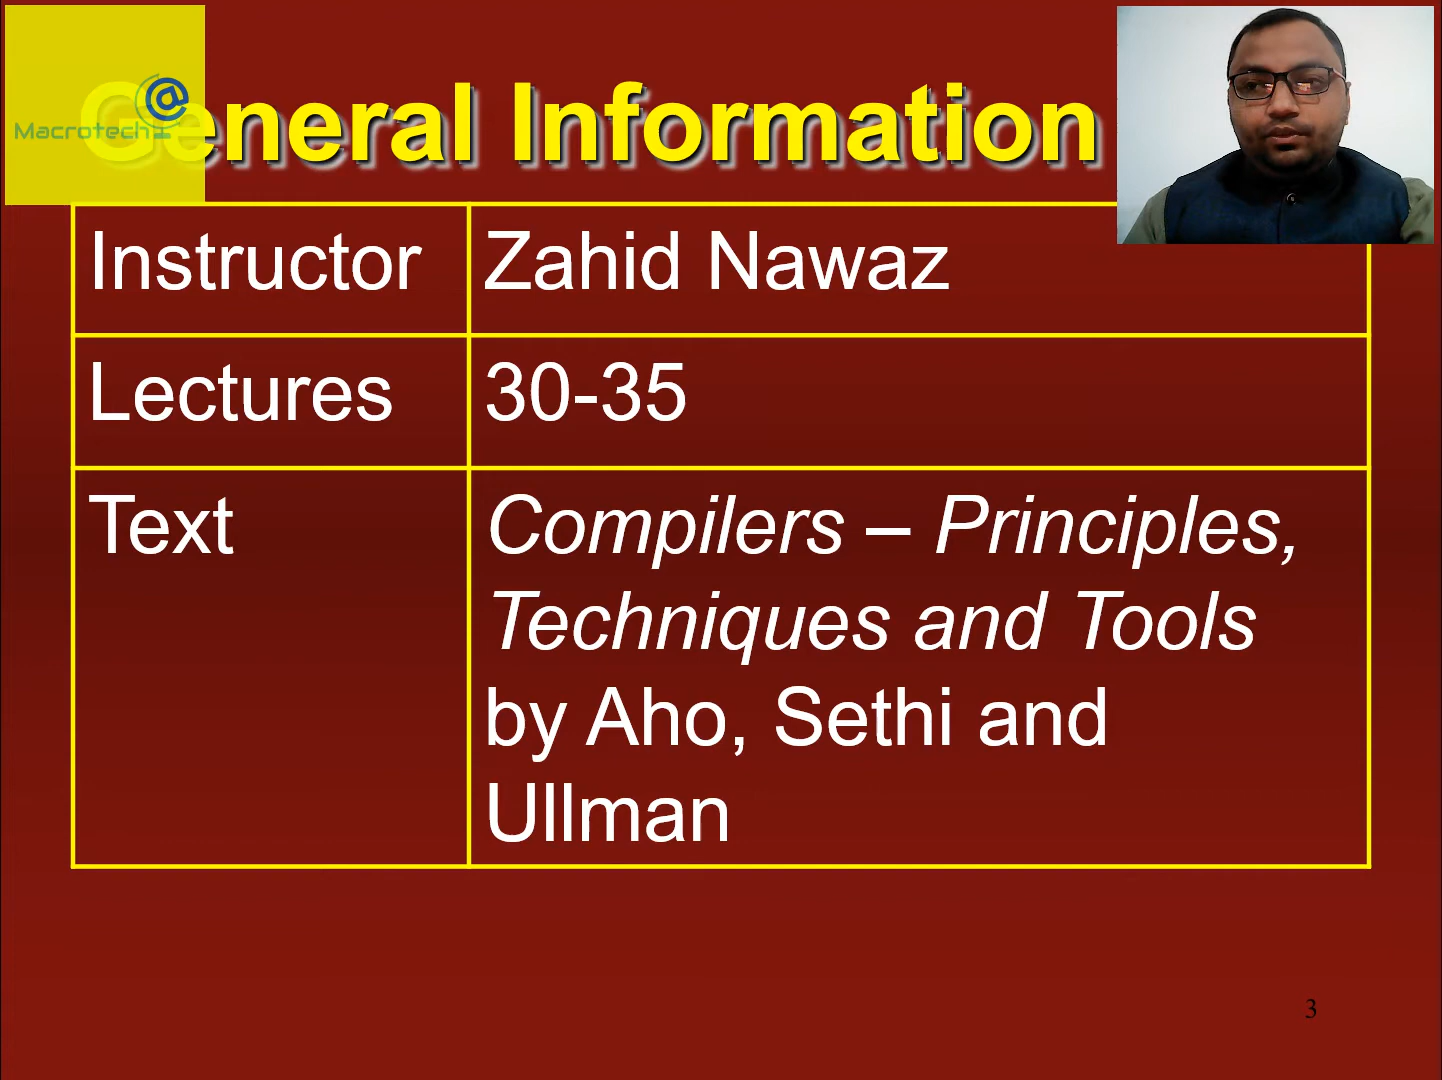 General Information
Macrotech
Instructor
Zahid Nawaz
Lectures
30-35
Text
Compilers – Principles,
Techniques and Tools
by Aho, Sethi and
Ullman
3